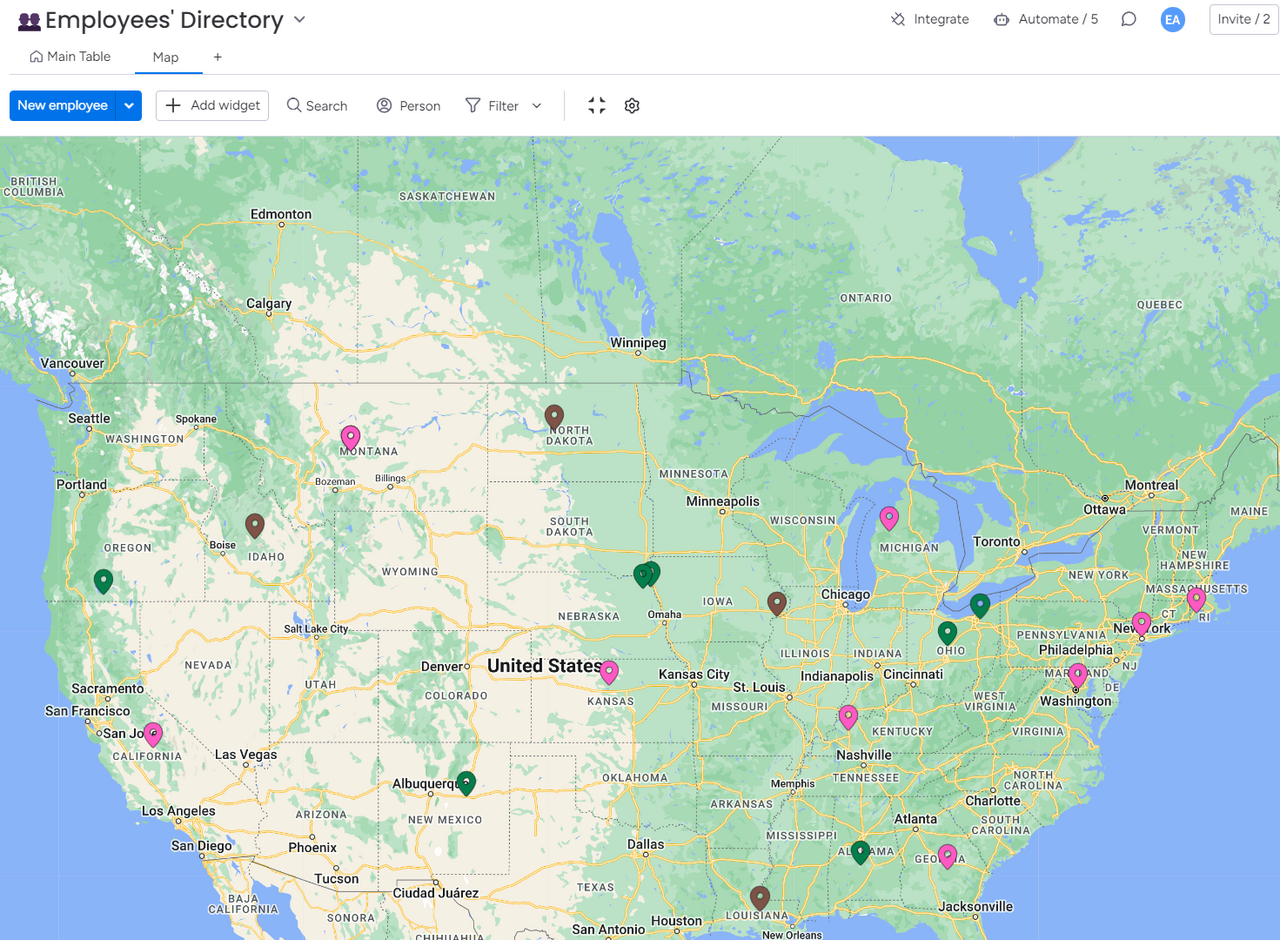 Employees' Directory
Integrate
Automate / 5
EA
Invite / 2
Main Table
Map
+
New employee
Add widget
Search
Person
Filter
BRITISH
COLUMBIA
SASKATCHEWAN
Edmonton
ONTARIO
QUEBEC
Calgary
Winnipeg
Vancouver
Seattle
Spokane
WASHINGTON
NORTH
DAKOTA
MONTANA
Bozeman
Billings
MINNESOTA
Portland
Montreal
Minneapolis
Ottawa
MAINE
WISCONSIN
SOUTH
DAKOTA
VERMONT
Toronto
OREGON
Boise
IDAHO
MICHIGAN
NEW
HAMPSHIRE
WYOMING
NEW YORK
MASSACHUSETTS
Chicago
IOWA
NEBRASKA
Omaha
CT
RI
Salt Lake City
New York
PENNSYLVANIA
OHIO
ILLINOIS
INDIANA
Philadelphia
NEVADA
Denver
United States
NJ
Kansas City
Indianapolis
Cincinnati
MARYLAND
UTAH
St. Louis
DE
Sacramento
COLORADO
KANSAS
MISSOURI
WEST
VIRGINIA
Washington
San Francisco
San Jo
KENTUCKY
VIRGINIA
CALIFORNIA
Las Vegas
Nashville
OKLAHOMA
TENNESSEE
Albuquerqu
Memphis
NORTH
CAROLINA
Charlotte
ARKANSAS
Los Angeles
ARIZONA
NEW MEXICO
Atlanta
SOUTH
CAROLINA
MISSISSIPPI
San Diego
Phoenix
Dallas
ALABAMA
GEORGIA
Tucson
TEXAS
Ciudad Juárez
BAJA
CALIFORNIA
Jacksonville
LOUISIANA
SONORA
Houston
San Antonio
New Orleans
CHIHUAHUA